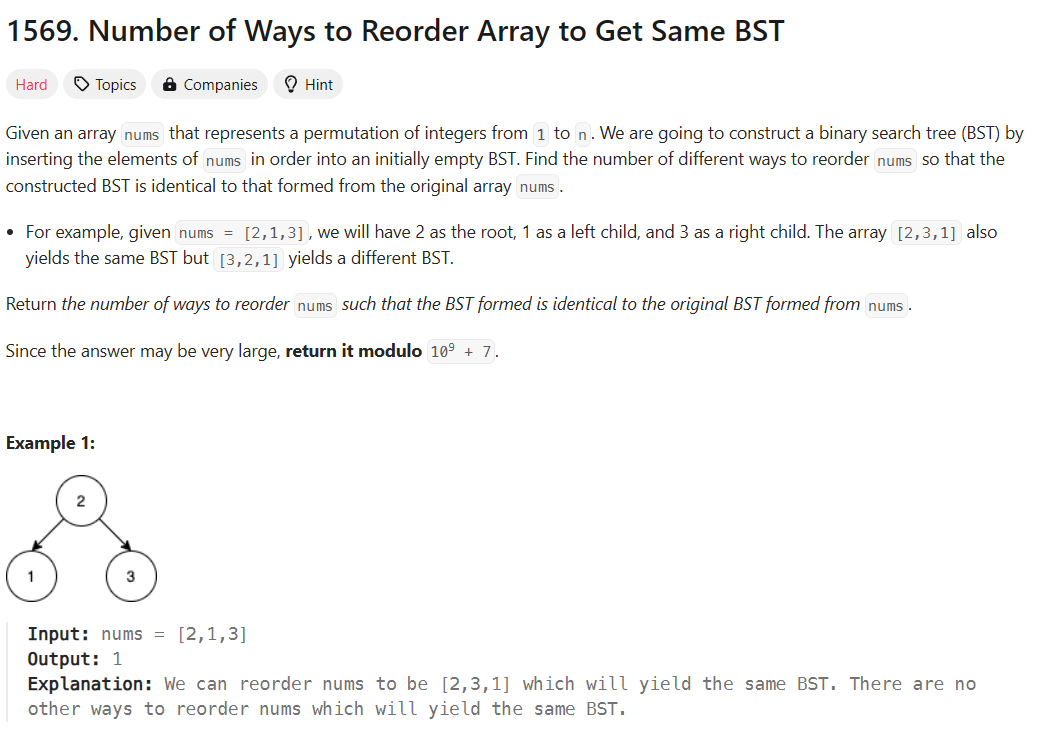 1569. Number of Ways to Reorder Array to Get Same BST
Hard Topics Companies Hint
Given an array nums that represents a permutation of integers from 1 to n. We are going to construct a binary search tree (BST) by
inserting the elements of nums in order into an initially empty BST. Find the number of different ways to reorder nums so that the
constructed BST is identical to that formed from the original array nums.
• For example, given nums = [2,1,3], we will have 2 as the root, 1 as a left child, and 3 as a right child. The array [2,3,1] also
yields the same BST but [3,2,1] yields a different BST.
Return the number of ways to reorder nums such that the BST formed is identical to the original BST formed from nums.
Since the answer may be very large, return it modulo 10⁹ + 7.
Example 1:
2
1 3
Input: nums = [2,1,3]
Output: 1
Explanation: We can reorder nums to be [2,3,1] which will yield the same BST. There are no
other ways to reorder nums which will yield the same BST.